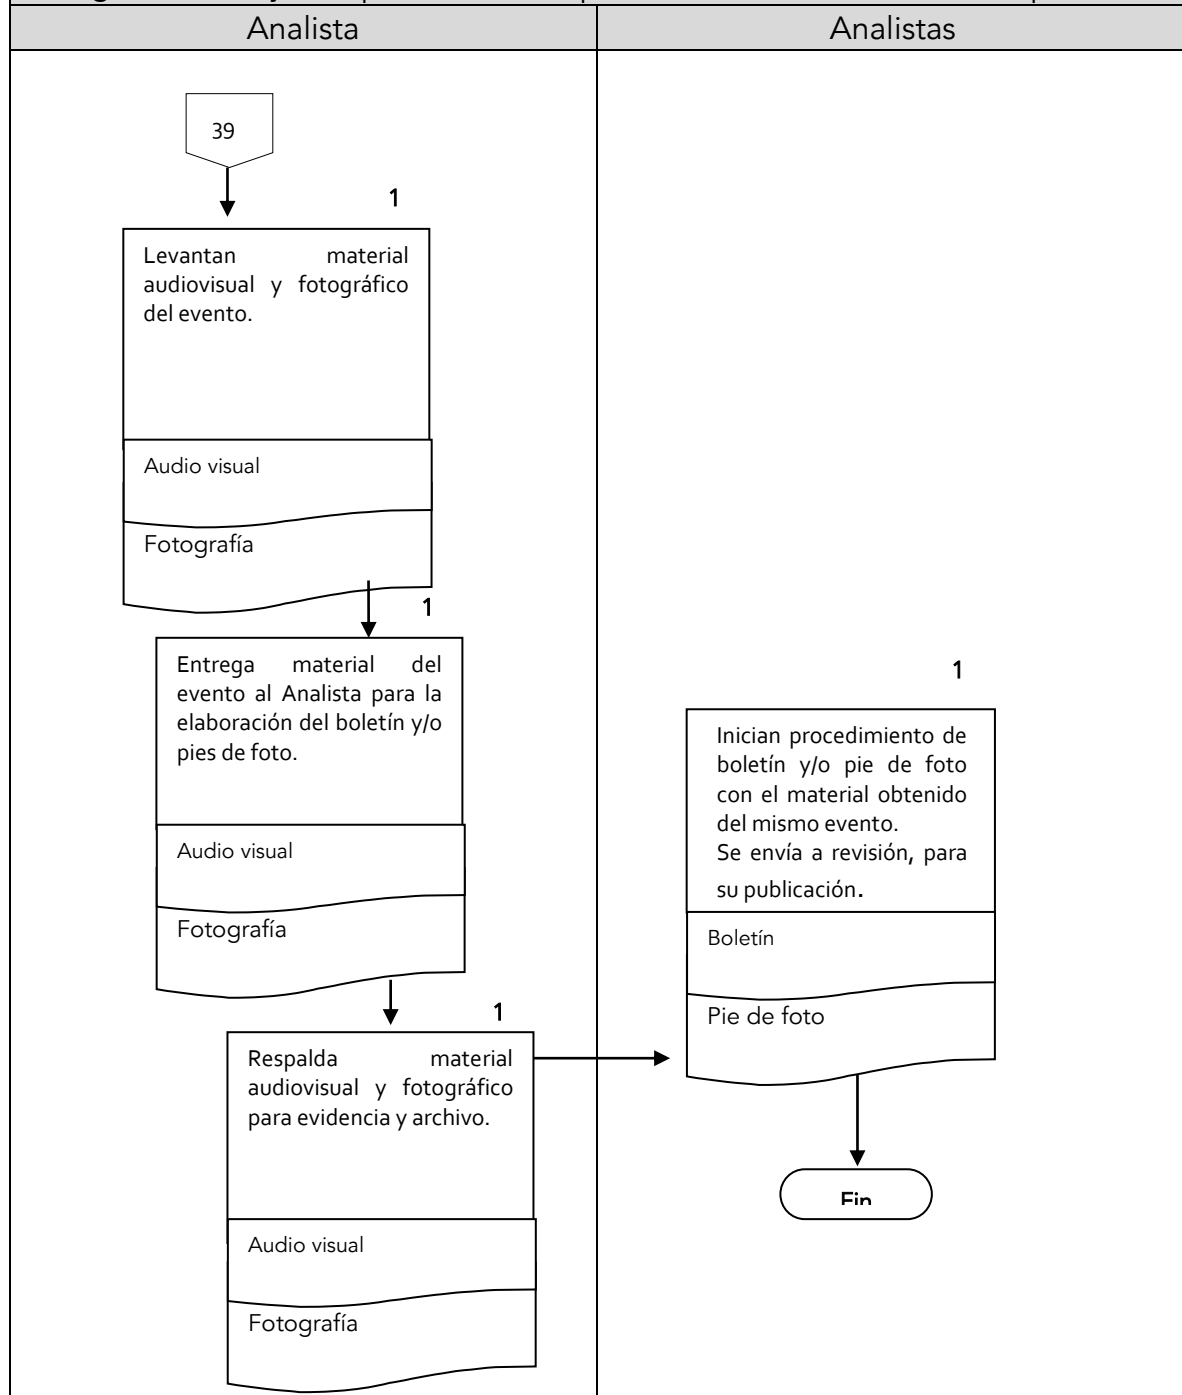 Analista
Analistas
39
1
Levantan material
audiovisual y fotográfico
del evento.
Audio visual
Fotografía
1
Entrega material del
evento al Analista para la
elaboración del boletín y/o
pies de foto.
Audio visual
Fotografía
1
Respalda material
audiovisual y fotográfico
para evidencia y archivo.
Audio visual
Fotografía
1
Inician procedimiento de
boletín y/o pie de foto
con el material obtenido
del mismo evento.
Se envía a revisión, para
su publicación.
Boletín
Pie de foto
Fin